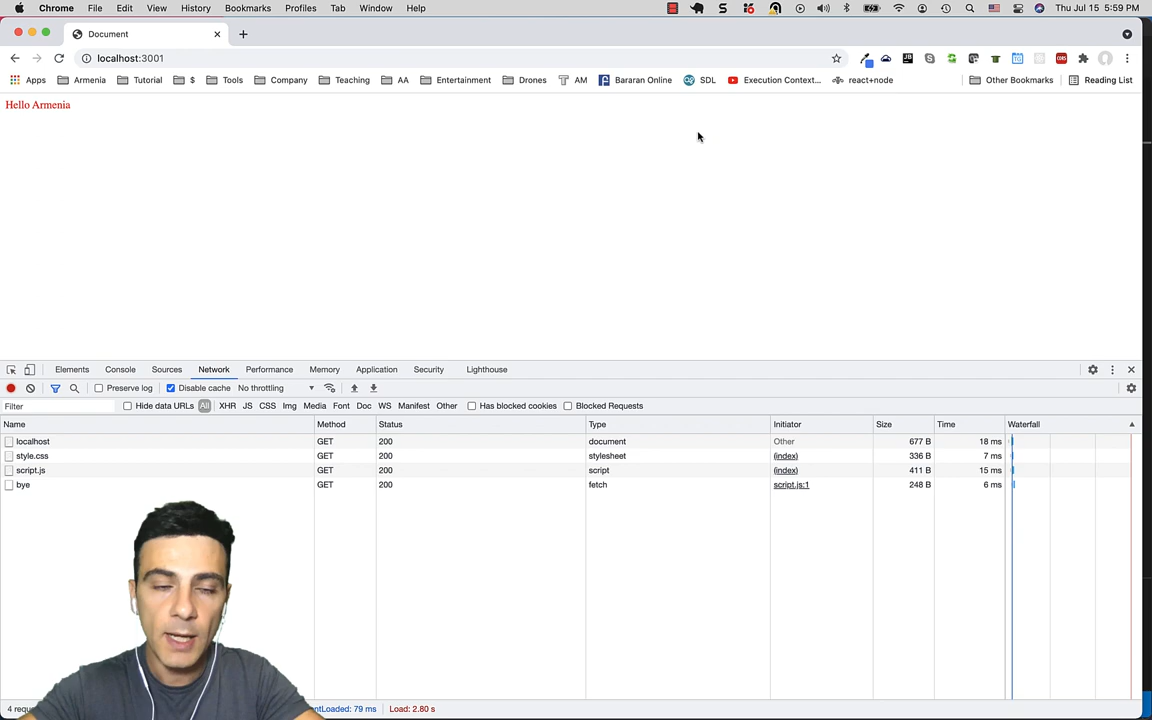 Chrome File Edit View History Bookmarks Profiles Tab Window Help Thu Jul 15 5:59 PM
Document
localhost:3001
Apps Armenia Tutorial $ Tools Company Teaching AA Entertainment Drones AM Bararan Online SDL Execution Context... react+node Other Bookmarks Reading List
Hello Armenia
Elements Console Sources Network Performance Memory Application Security Lighthouse
Preserve log Disable cache No throttling
Filter Hide data URLs All XHR JS CSS Img Media Font Doc WS Manifest Other Has blocked cookies Blocked Requests
Name Method Status Type Initiator Size Time Waterfall
localhost GET 200 document Other 677 B 18 ms
style.css GET 200 stylesheet (index) 336 B 7 ms
script.js GET 200 script (index) 411 B 15 ms
bye GET 200 fetch script.js:1 248 B 6 ms
4 requ ntLoaded: 79 ms Load: 2.80 s